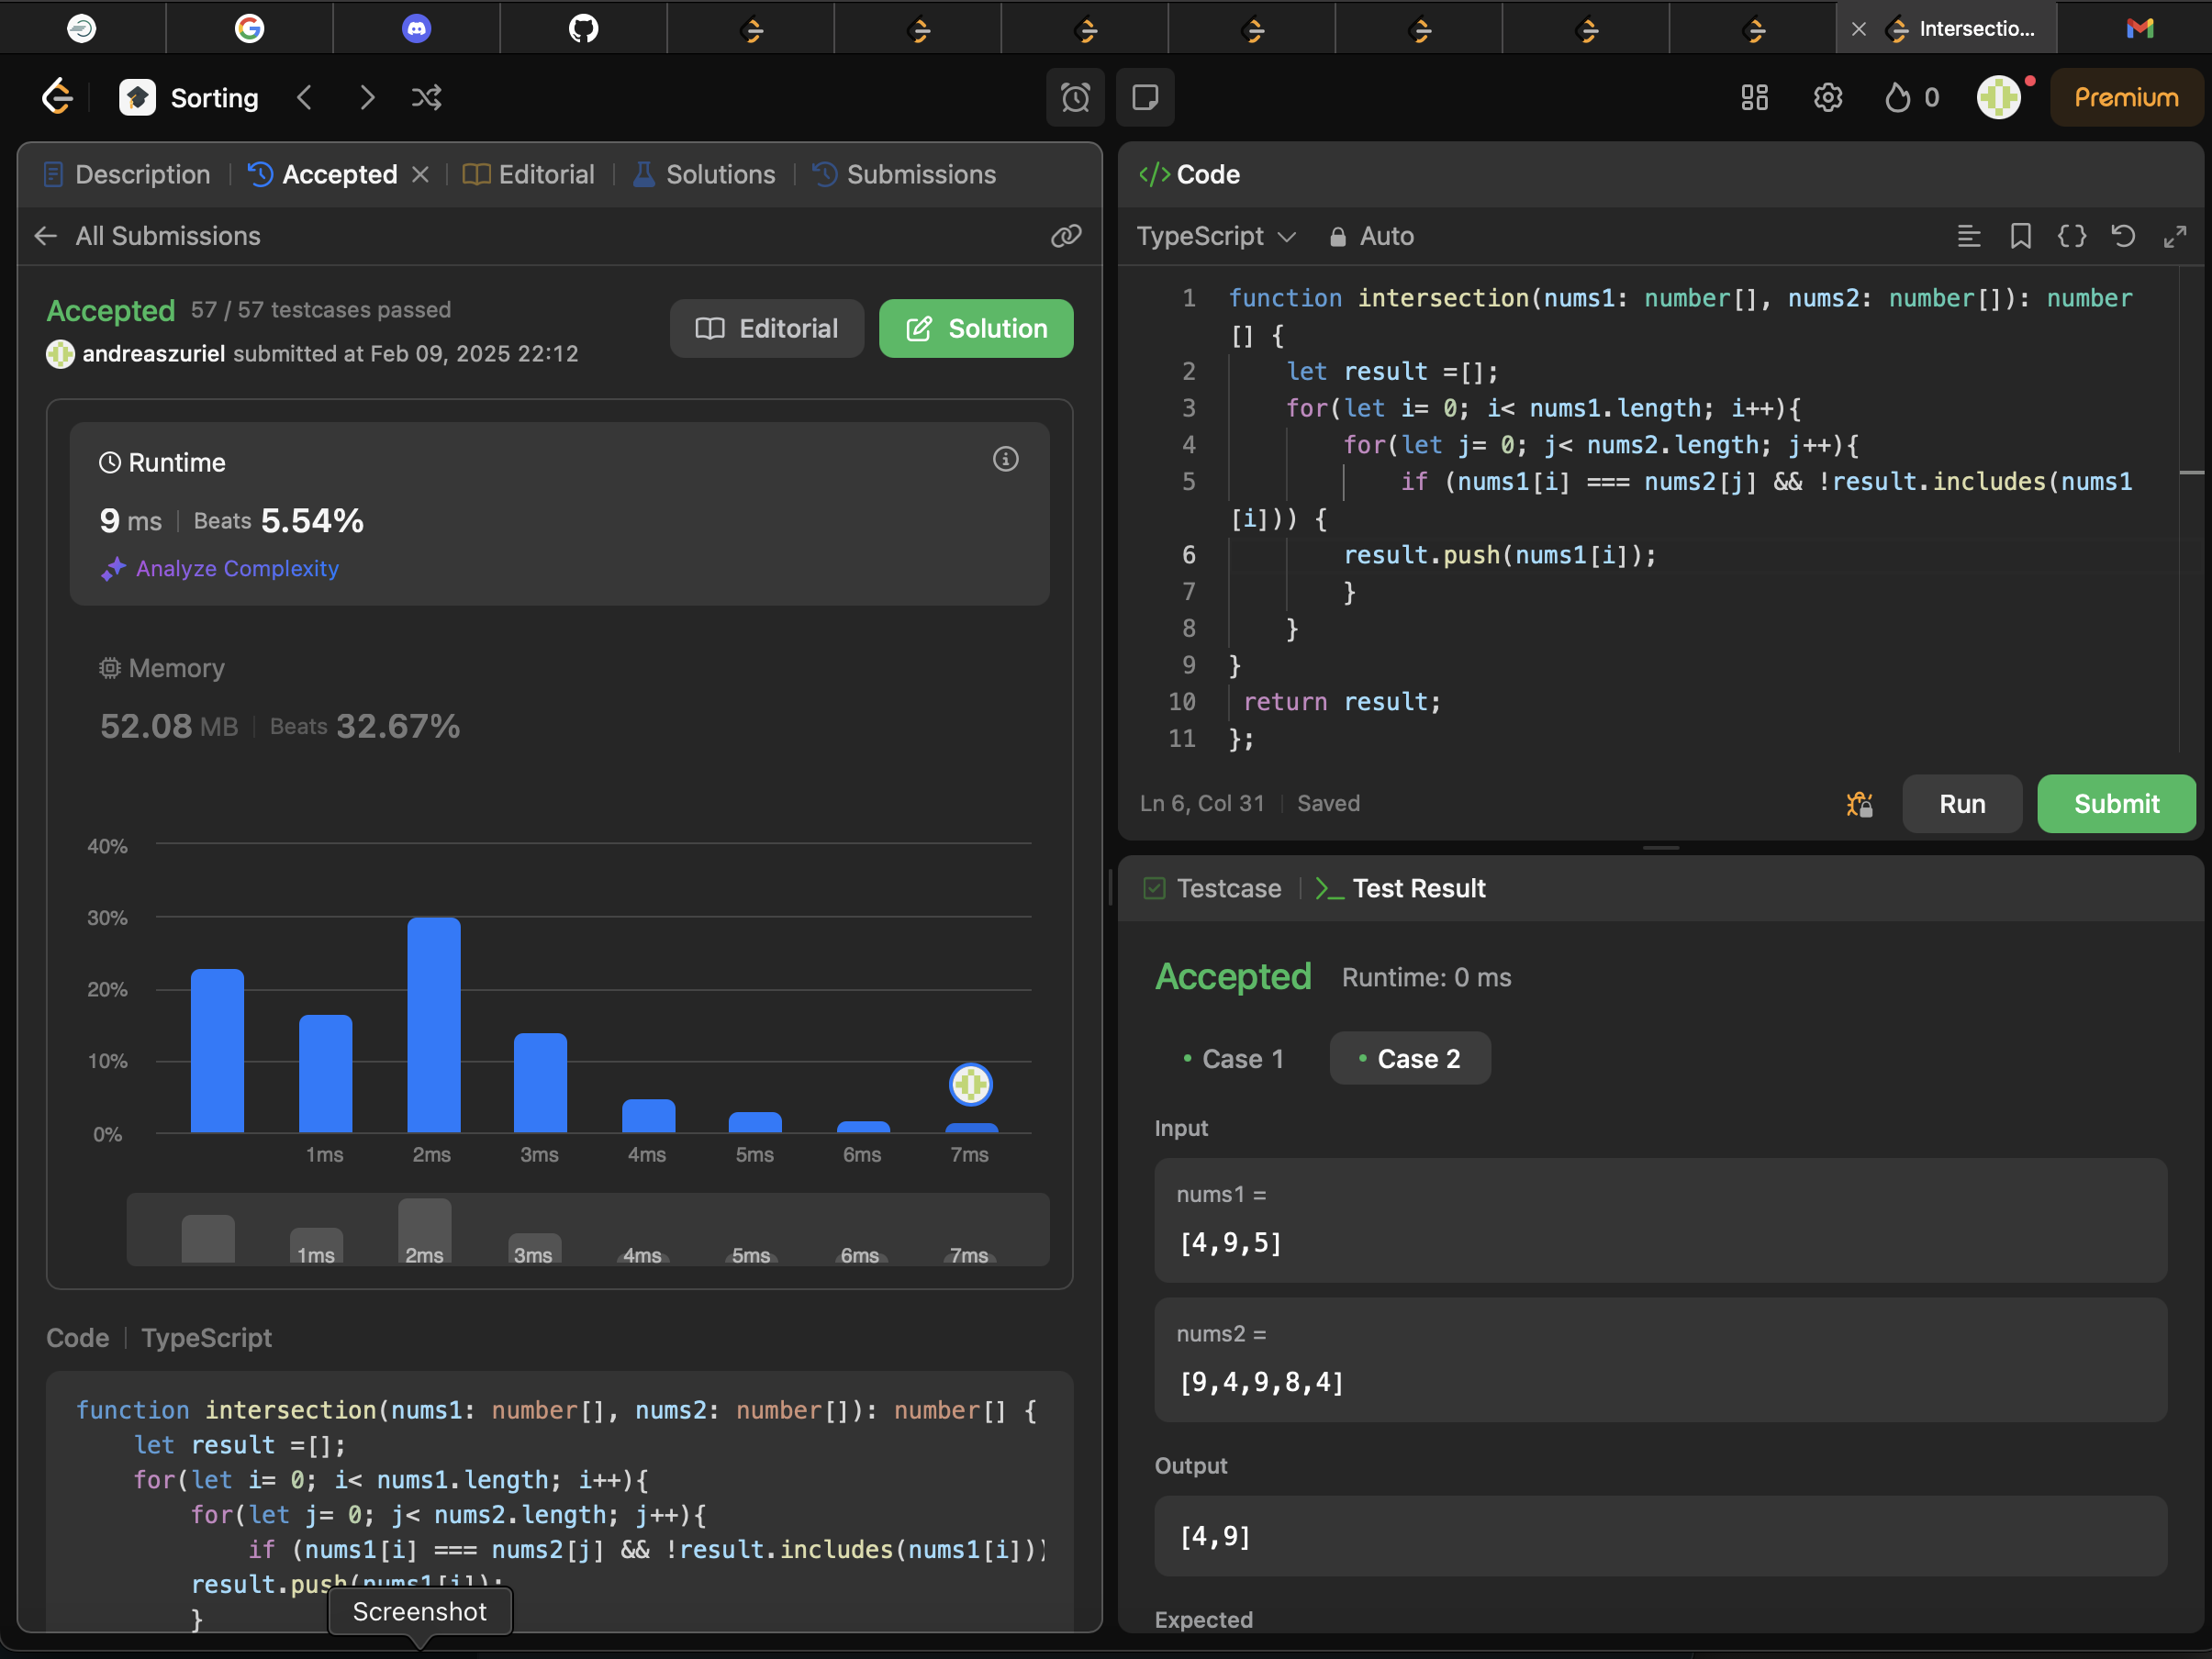 Intersectio...
Sorting
0
Premium
Description
Accepted
Editorial
Solutions
Submissions
All Submissions
Accepted 57 / 57 testcases passed
andreaszuriel submitted at Feb 09, 2025 22:12
Editorial
Solution
Runtime
9 ms | Beats 5.54%
Analyze Complexity
Memory
52.08 MB | Beats 32.67%
40%
30%
20%
10%
0%
1ms 2ms 3ms 4ms 5ms 6ms 7ms
1ms 2ms 3ms 4ms 5ms 6ms 7ms
Code | TypeScript
function intersection(nums1: number[], nums2: number[]): number[] {
    let result =[];
    for(let i= 0; i< nums1.length; i++){
        for(let j= 0; j< nums2.length; j++){
            if (nums1[i] === nums2[j] && !result.includes(nums1[i]))
        result.push(nums1[i]);
        }
Screenshot
</> Code
TypeScript
Auto
1 function intersection(nums1: number[], nums2: number[]): number
[] {
2     let result =[];
3     for(let i= 0; i< nums1.length; i++){
4         for(let j= 0; j< nums2.length; j++){
5             if (nums1[i] === nums2[j] && !result.includes(nums1
[i])) {
6         result.push(nums1[i]);
7         }
8     }
9 }
10  return result;
11 };
Ln 6, Col 31 | Saved
Run
Submit
Testcase
Test Result
Accepted Runtime: 0 ms
• Case 1
• Case 2
Input
nums1 =
[4,9,5]
nums2 =
[9,4,9,8,4]
Output
[4,9]
Expected